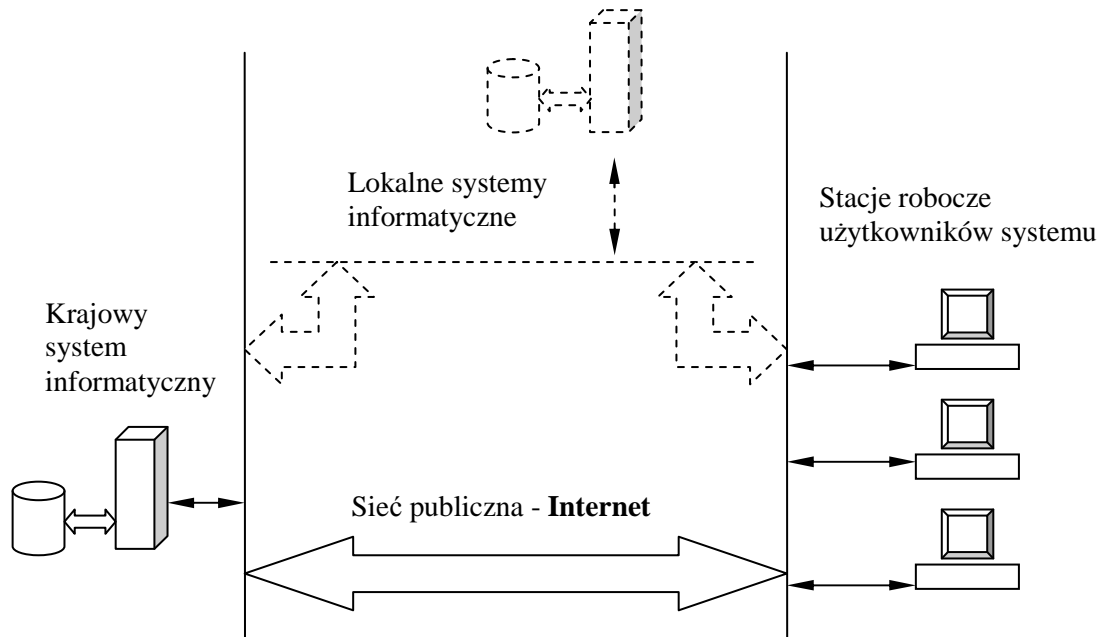 Lokalne systemy
informatyczne
Stacje robocze
użytkowników systemu
Krajowy
system
informatyczny
Sieć publiczna - Internet